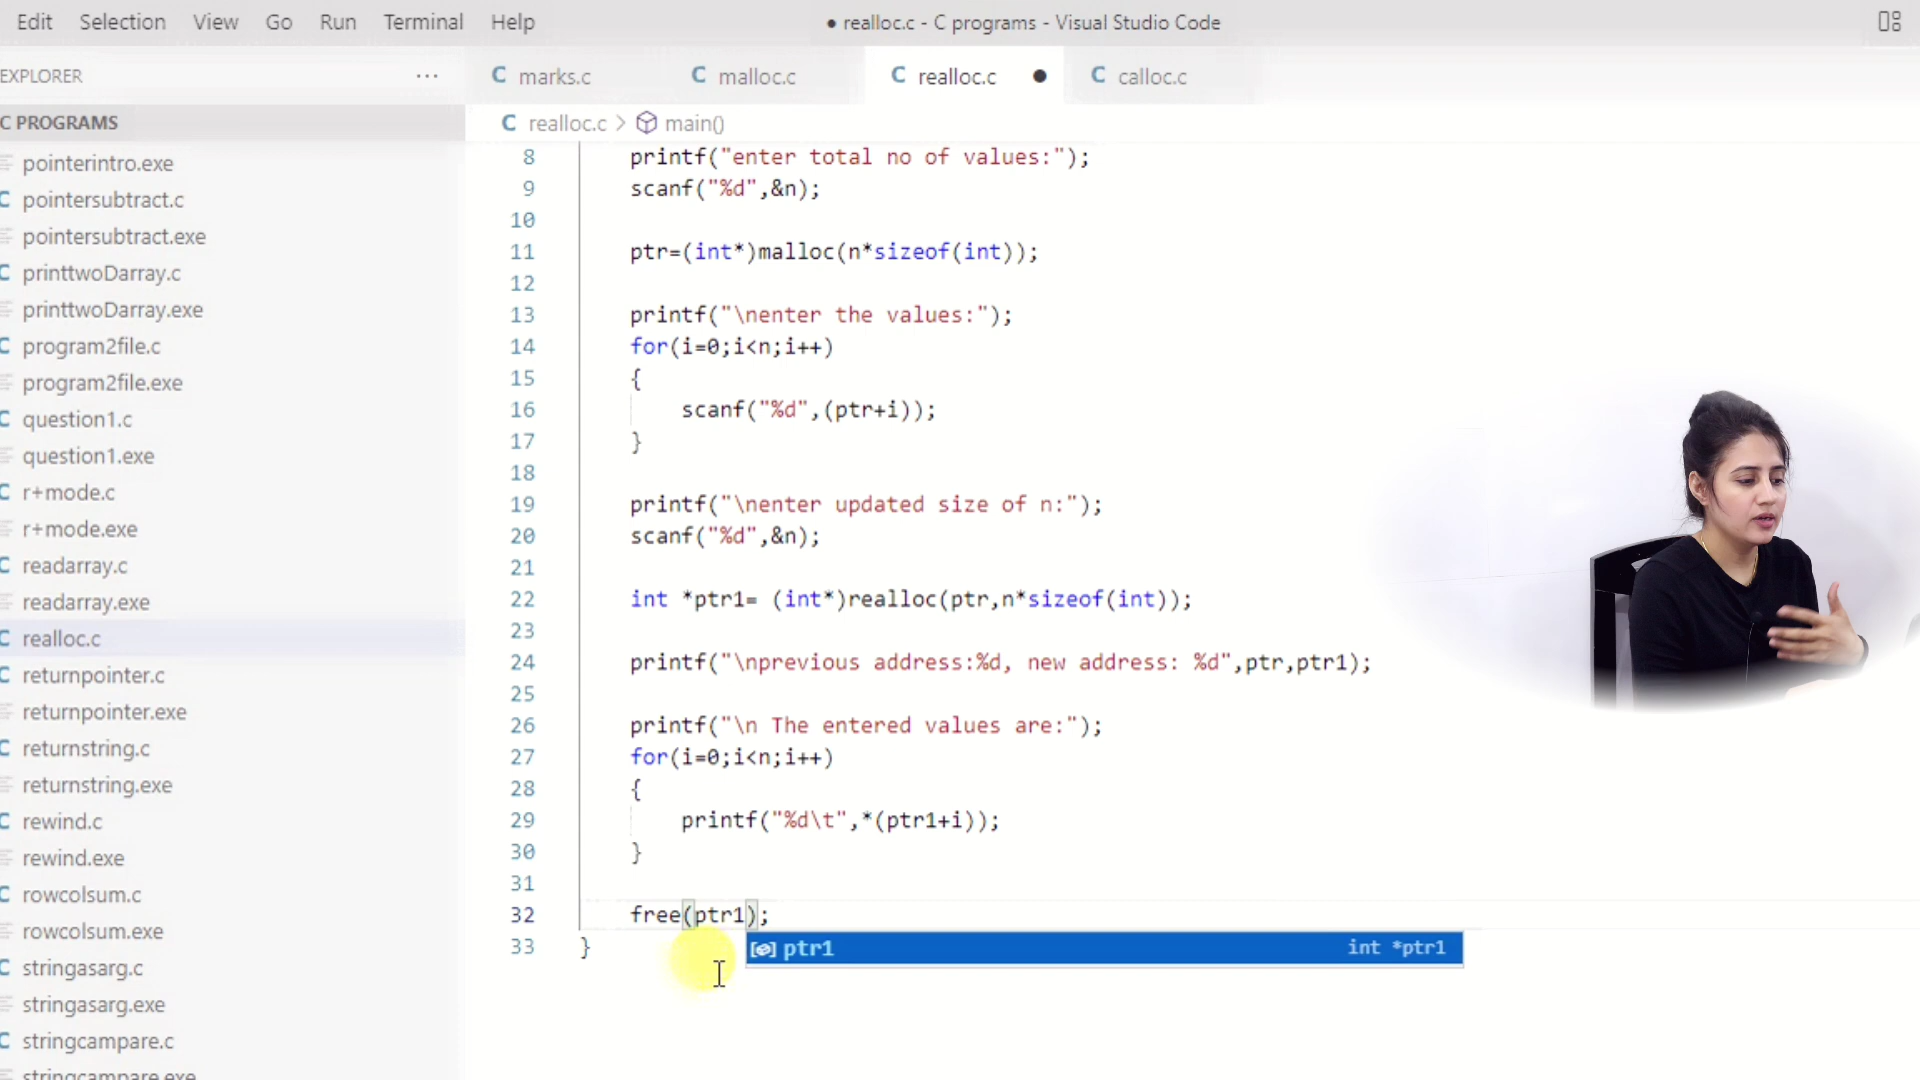 Edit Selection View Go Run Terminal Help
● realloc.c - C programs - Visual Studio Code
EXPLORER ...
C marks.c C malloc.c C realloc.c ● C calloc.c
C PROGRAMS
C realloc.c > main()
pointerintro.exe
C pointersubtract.c
pointersubtract.exe
C printtwoDarray.c
printtwoDarray.exe
C program2file.c
program2file.exe
C question1.c
question1.exe
C r+mode.c
r+mode.exe
C readarray.c
readarray.exe
C realloc.c
C returnpointer.c
returnpointer.exe
C returnstring.c
returnstring.exe
C rewind.c
rewind.exe
C rowcolsum.c
rowcolsum.exe
C stringasarg.c
stringasarg.exe
C stringcampare.c
stringcampare.exe
8 printf("enter total no of values:");
9 scanf("%d",&n);
10
11 ptr=(int*)malloc(n*sizeof(int));
12
13 printf("\nenter the values:");
14 for(i=0;i<n;i++)
15 {
16 scanf("%d",(ptr+i));
17 }
18
19 printf("\nenter updated size of n:");
20 scanf("%d",&n);
21
22 int *ptr1= (int*)realloc(ptr,n*sizeof(int));
23
24 printf("\nprevious address:%d, new address: %d",ptr,ptr1);
25
26 printf("\n The entered values are:");
27 for(i=0;i<n;i++)
28 {
29 printf("%d\t",*(ptr1+i));
30 }
31
32 free(ptr1);
33 }
ptr1 int *ptr1